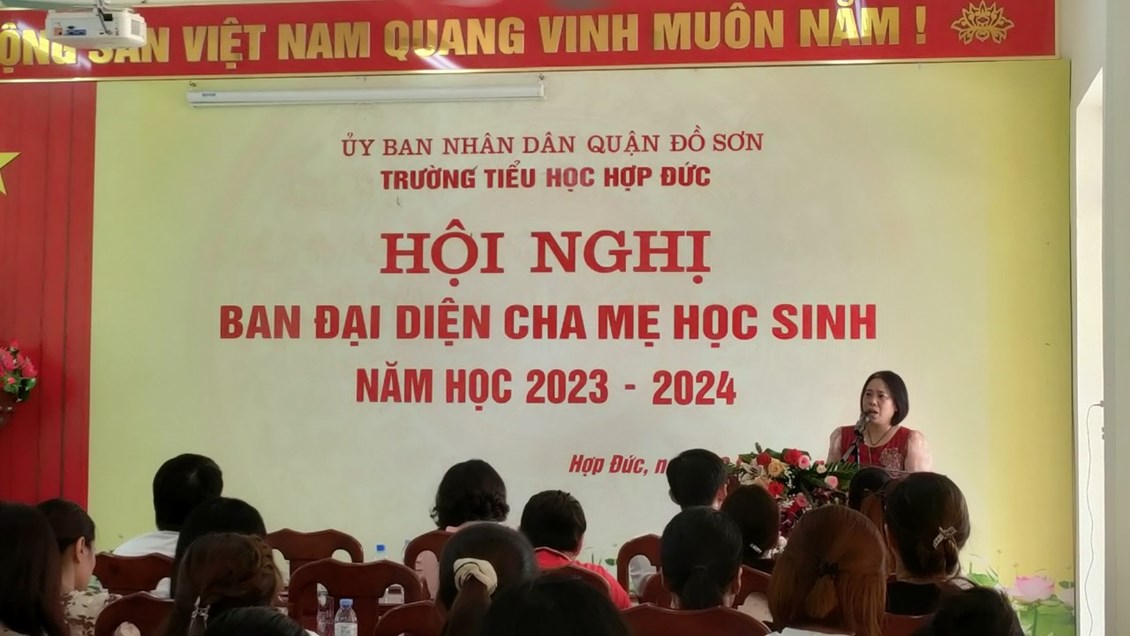 SẢN VIỆT NAM QUANG VINH MUÔN NĂM !
ỦY BAN NHÂN DÂN QUẬN ĐỒ SƠN
TRƯỜNG TIỂU HỌC HỢP ĐỨC
HỘI NGHỊ
BAN ĐẠI DIỆN CHA MẸ HỌC SINH
NĂM HỌC 2023 - 2024
Hợp Đức,